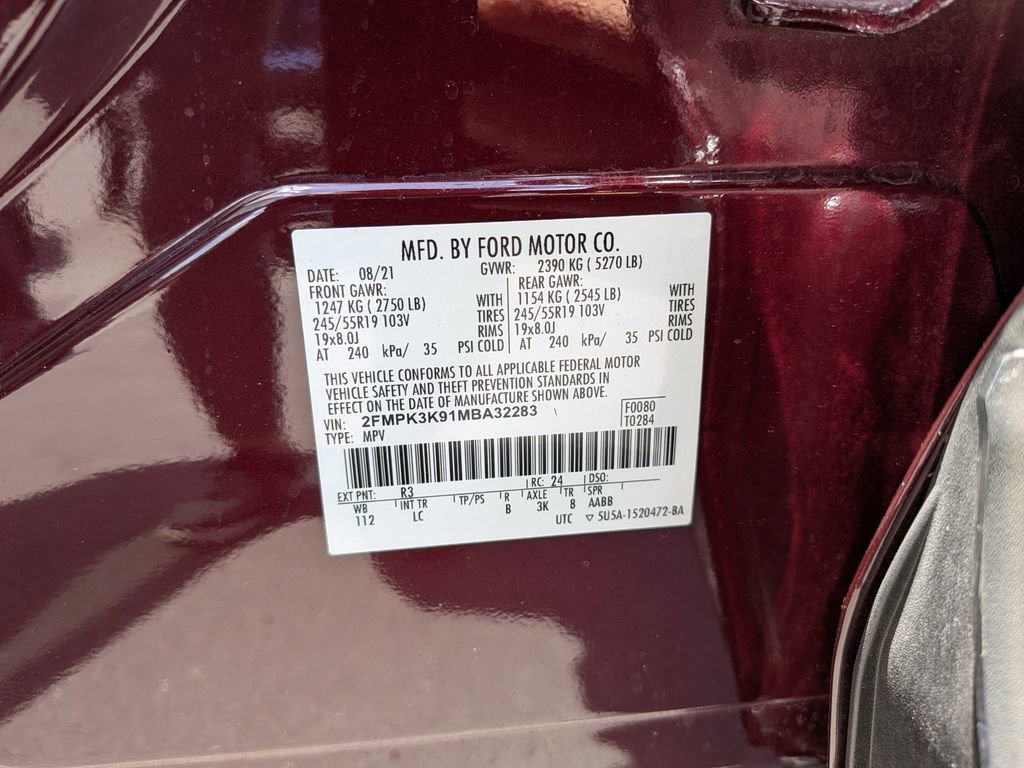 MFD. BY FORD MOTOR CO.
DATE: 08/21 GVWR: 2390 KG ( 5270 LB)
FRONT GAWR: REAR GAWR:
1247 KG ( 2750 LB) WITH 1154 KG ( 2545 LB) WITH
245/55R19 103V TIRES 245/55R19 103V TIRES
19x8.0J RIMS 19x8.0J RIMS
AT 240 kPa/ 35 PSI COLD AT 240 kPa/ 35 PSI COLD
THIS VEHICLE CONFORMS TO ALL APPLICABLE FEDERAL MOTOR
VEHICLE SAFETY AND THEFT PREVENTION STANDARDS IN
EFFECT ON THE DATE OF MANUFACTURE SHOWN ABOVE.
VIN: 2FMPK3K91MBA32283 F0080
TYPE: MPV T0284
EXT PNT: R3 RC: 24 DSO:
WB INT TR TP/PS R AXLE TR SPR
112 LC B 3K 8 AABB
UTC ▽ 5U5A-1520472-BA